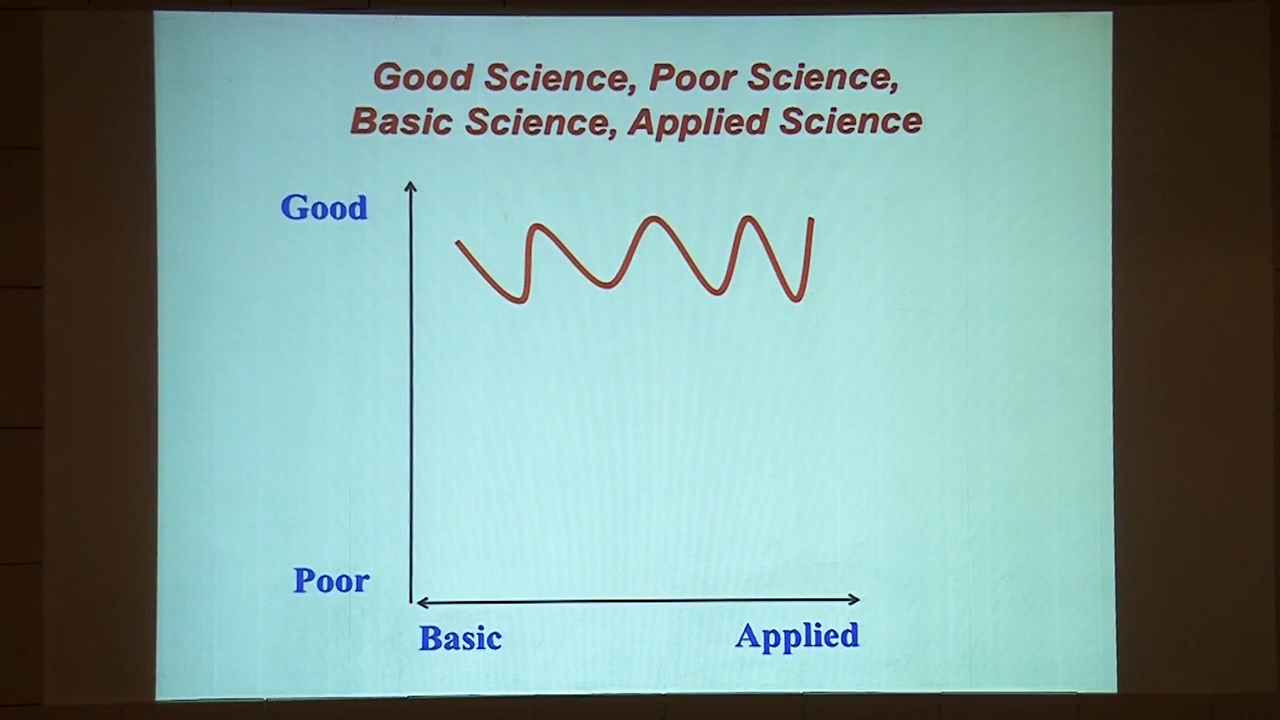 Good Science, Poor Science,
Basic Science, Applied Science
Good
Poor
Basic
Applied